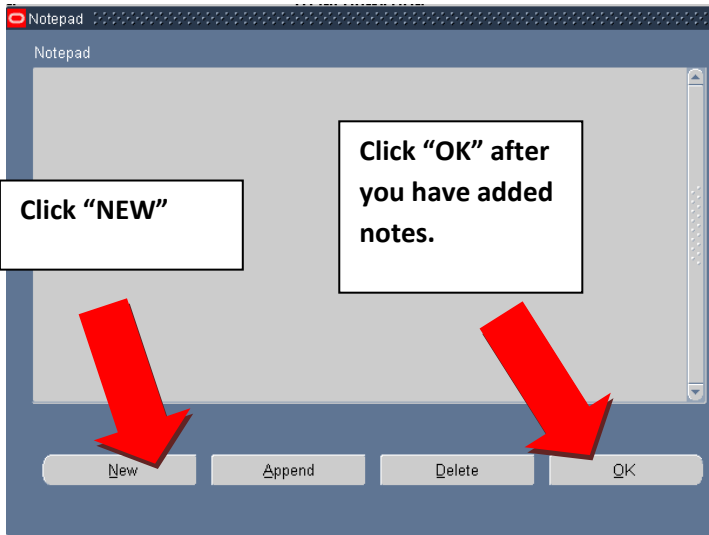 Notepad
Notepad
Click “OK” after
you have added
notes.
Click “NEW”
New
Append
Delete
OK